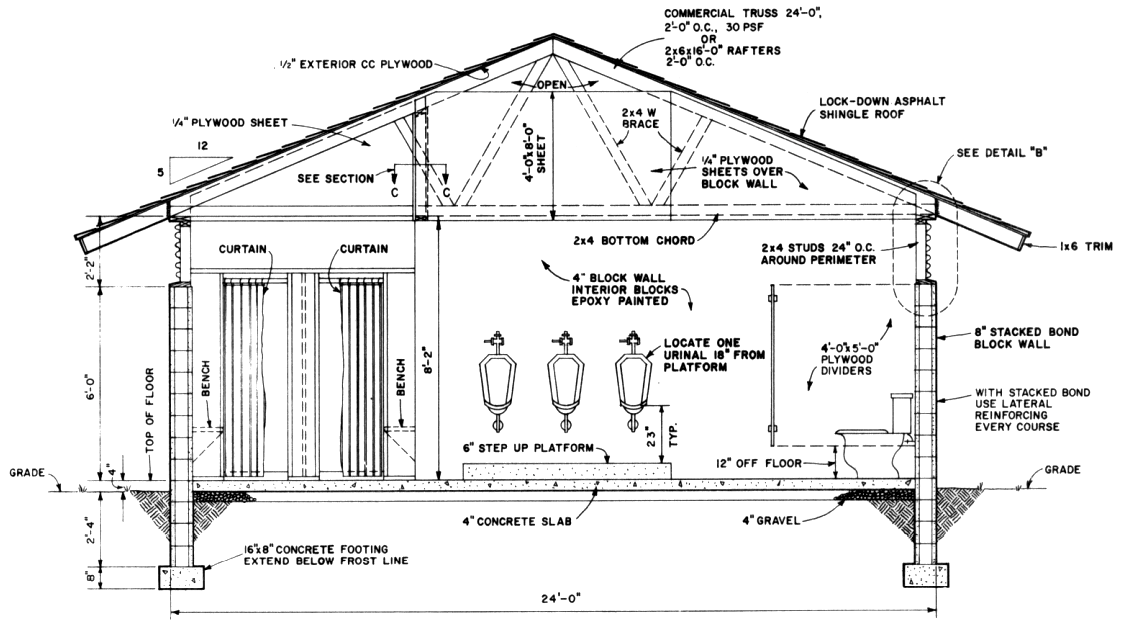 COMMERCIAL TRUSS 24'-0",
2'-0" O.C., 30 PSF
OR
2x6x16'-0" RAFTERS
2'-0" O.C.
1/2" EXTERIOR CC PLYWOOD
OPEN
LOCK-DOWN ASPHALT
SHINGLE ROOF
1/4" PLYWOOD SHEET
2x4 W
BRACE
12
5
4'-0"x8'-0"
SHEET
SEE DETAIL "B"
1/4" PLYWOOD
SHEETS OVER
BLOCK WALL
SEE SECTION
C
C
2x4 BOTTOM CHORD
2x4 STUDS 24" O.C.
AROUND PERIMETER
1x6 TRIM
CURTAIN
CURTAIN
2'-2"
4" BLOCK WALL
INTERIOR BLOCKS
EPOXY PAINTED
8" STACKED BOND
BLOCK WALL
LOCATE ONE
URINAL 18" FROM
PLATFORM
4'-0"x5'-0"
PLYWOOD
DIVIDERS
8'-2"
6'-0"
TOP OF FLOOR
BENCH
BENCH
WITH STACKED BOND
USE LATERAL
REINFORCING
EVERY COURSE
23"
TYP.
6" STEP UP PLATFORM
12" OFF FLOOR
GRADE
4"
GRADE
4" CONCRETE SLAB
4" GRAVEL
2'-4"
16"x8" CONCRETE FOOTING
EXTEND BELOW FROST LINE
8"
24'-0"